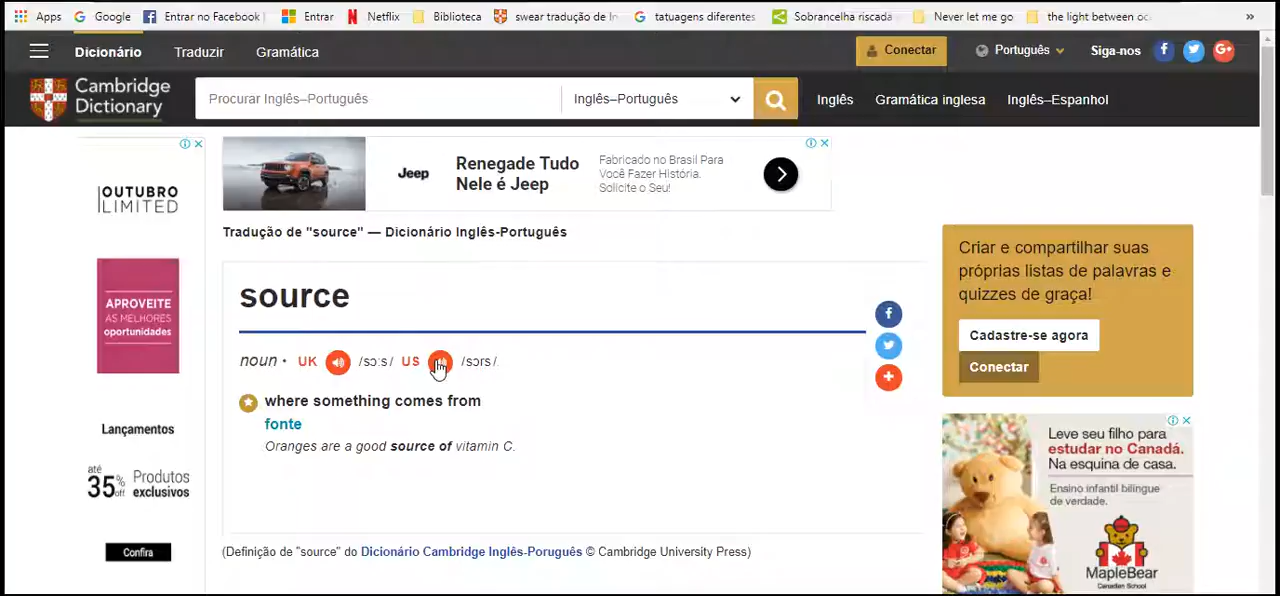 Apps Google Entrar no Facebook Entrar Netflix Biblioteca swear tradução de In tatuagens diferentes Sobrancelha riscada Never let me go the light between oc »
Dicionário Traduzir Gramática Conectar Português Siga-nos f G+
Cambridge
Dictionary
Procurar Inglês–Português Inglês–Português Inglês Gramática inglesa Inglês–Espanhol
OUTUBRO
LIMITED
APROVEITE
AS MELHORES
oportunidades
Lançamentos
até
35% off Produtos
exclusivos
Confira
Jeep
Renegade Tudo
Nele é Jeep
Fabricado no Brasil Para
Você Fazer História.
Solicite o Seu!
Tradução de "source" — Dicionário Inglês-Português
source
noun • UK /sɔːs/ US /sɔrs/
where something comes from
fonte
Oranges are a good source of vitamin C.
(Definição de "source" do Dicionário Cambridge Inglês-Poruguês © Cambridge University Press)
f
Criar e compartilhar suas
próprias listas de palavras e
quizzes de graça!
Cadastre-se agora
Conectar
Leve seu filho para
estudar no Canadá.
Na esquina de casa.
Ensino infantil bilíngue
de verdade.
MapleBear
Canadian School